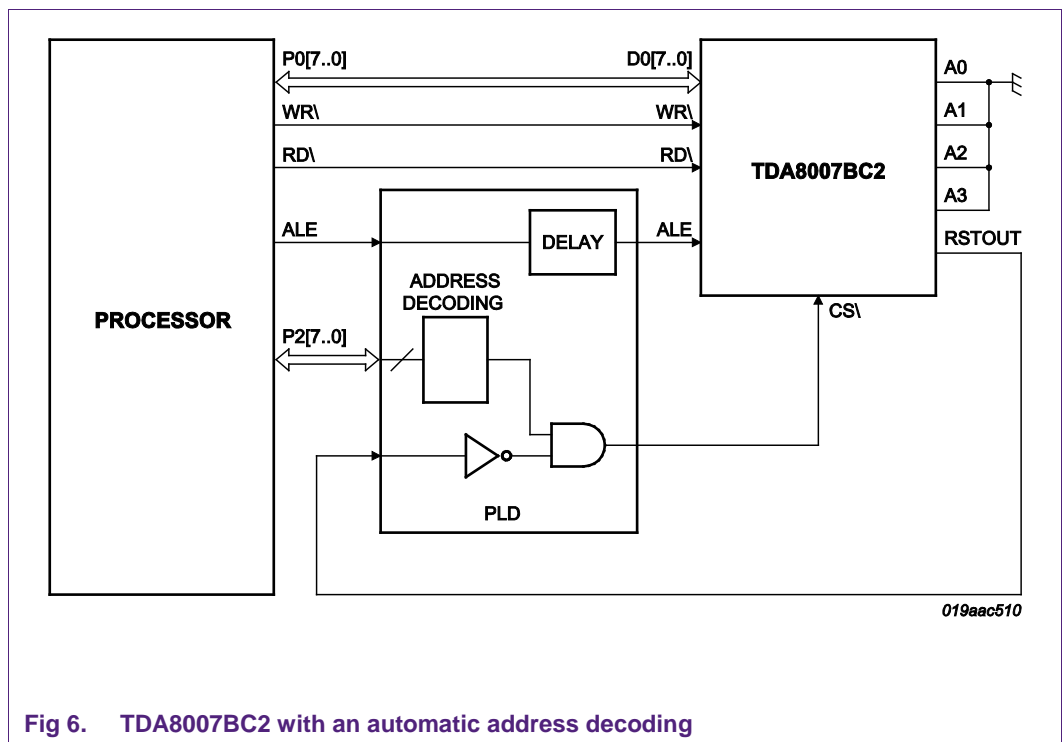 P0[7..0]
D0[7..0]
A0
WR\
WR\
A1
RD\
RD\
TDA8007BC2
A2
A3
ALE
DELAY
ALE
RSTOUT
ADDRESS
DECODING
CS\
PROCESSOR
P2[7..0]
PLD
019aac510
Fig 6. TDA8007BC2 with an automatic address decoding